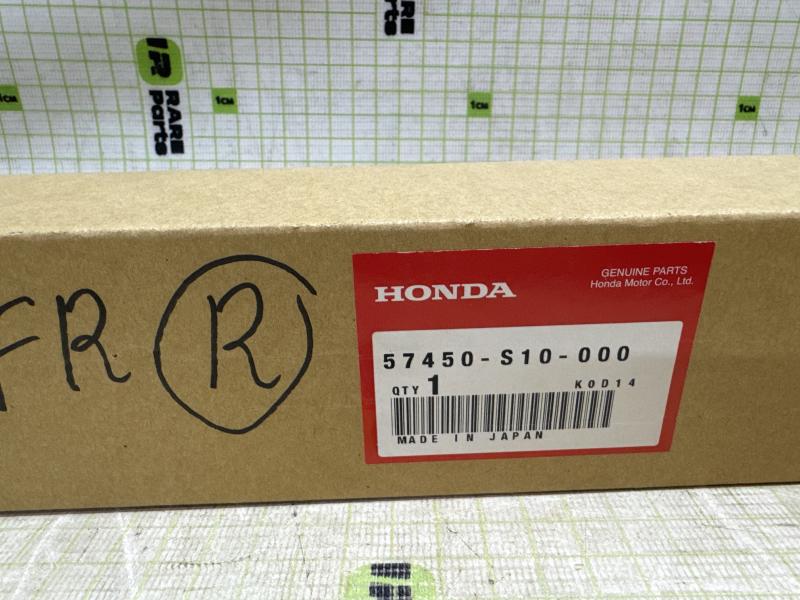 RARE
Parts
1CM
1CM
1CM
1CM
FR R
HONDA
GENUINE PARTS
Honda Motor Co., Ltd.
57450-S10-000
QTY 1
K0D14
MADE IN JAPAN